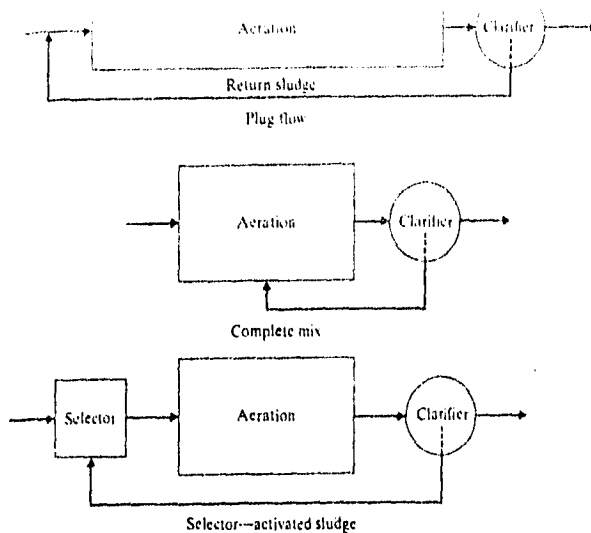 Aeration
Clarifier
Return sludge
Plug flow
Aeration
Clarifier
Complete mix
Selector
Aeration
Clarifier
Selector—activated sludge